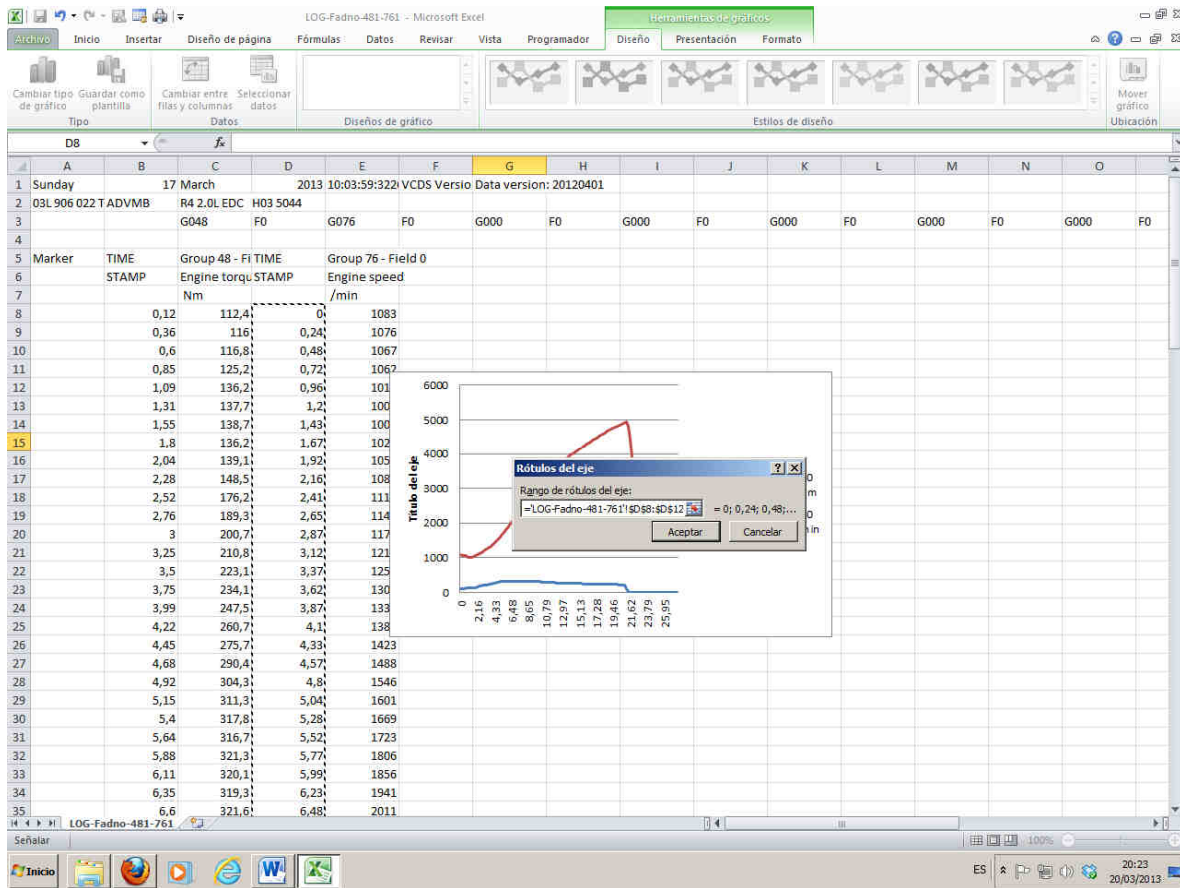 LOG-Fadno-481-761 - Microsoft Excel
Herramientas de gráficos
Archivo Inicio Insertar Diseño de página Fórmulas Datos Revisar Vista Programador Diseño Presentación Formato
Cambiar tipo de gráfico
Guardar como plantilla
Cambiar entre filas y columnas
Seleccionar datos
Mover gráfico
Tipo Datos Diseños de gráfico Estilos de diseño Ubicación
D8 fx
A B C D E F G H I J K L M N O
1 Sunday 17 March 2013 10:03:59:322 VCDS Versio Data version: 20120401
2 03L 906 022 T ADVMB R4 2.0L EDC H03 5044
3 G048 F0 G076 F0 G000 F0 G000 F0 G000 F0 G000 F0 G000 F0
4
5 Marker TIME Group 48 - Fi TIME Group 76 - Field 0
6 STAMP Engine torqu STAMP Engine speed
7 Nm /min
8 0,12 112,4 0 1083
9 0,36 116 0,24 1076
10 0,6 116,8 0,48 1067
11 0,85 125,2 0,72 1062
12 1,09 136,2 0,96 101
13 1,31 137,7 1,2 100
14 1,55 138,7 1,43 100
15 1,8 136,2 1,67 102
16 2,04 139,1 1,92 105
17 2,28 148,5 2,16 108
18 2,52 176,2 2,41 111
19 2,76 189,3 2,65 114
20 3 200,7 2,87 117
21 3,25 210,8 3,12 121
22 3,5 223,1 3,37 125
23 3,75 234,1 3,62 130
24 3,99 247,5 3,87 133
25 4,22 260,7 4,1 138
26 4,45 275,7 4,33 1423
27 4,68 290,4 4,57 1488
28 4,92 304,3 4,8 1546
29 5,15 311,3 5,04 1601
30 5,4 317,8 5,28 1669
31 5,64 316,7 5,52 1723
32 5,88 321,3 5,77 1806
33 6,11 320,1 5,99 1856
34 6,35 319,3 6,23 1941
35 6,6 321,6 6,48 2011
6000
5000
4000
3000
2000
1000
0
Título del eje
0 2,16 4,33 6,48 8,65 10,79 12,97 15,13 17,28 19,46 21,62 23,79 25,95
Rótulos del eje
Rango de rótulos del eje:
='LOG-Fadno-481-761'!$D$8:$D$12 = 0; 0,24; 0,48;...
Aceptar Cancelar
LOG-Fadno-481-761
Señalar 100%
Inicio ES 20:23
20/03/2013